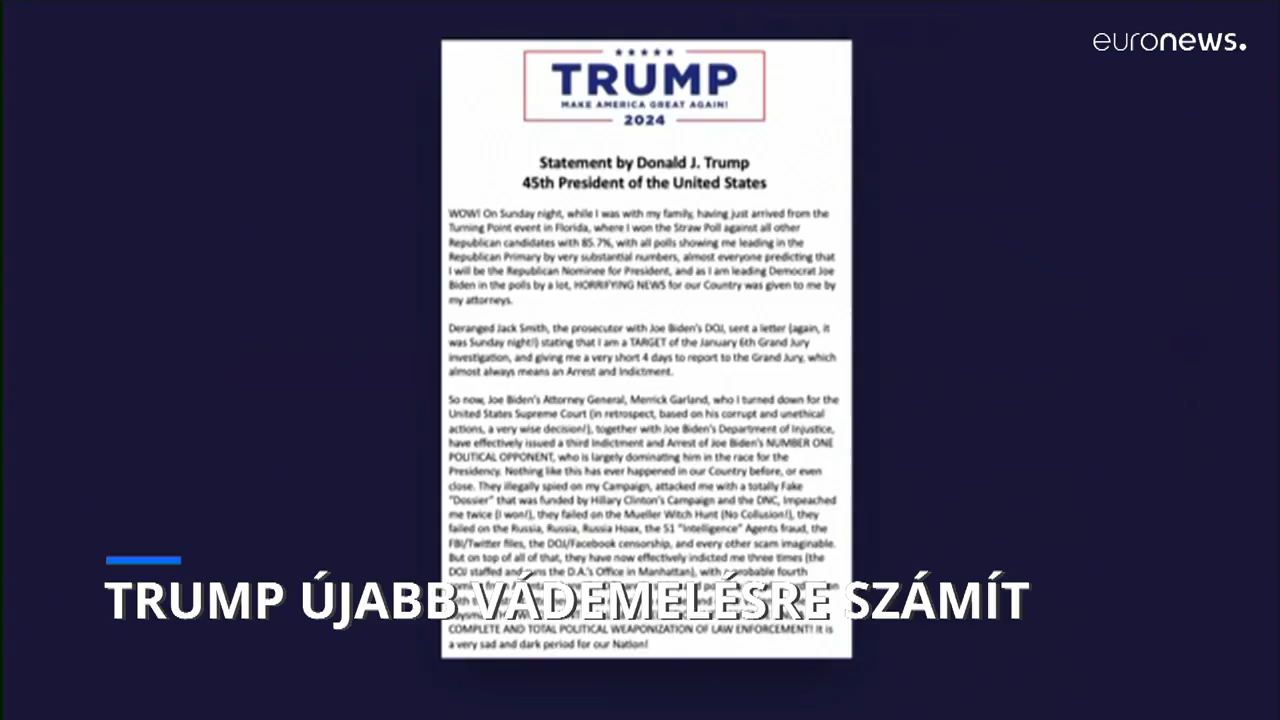 euronews.
TRUMP
MAKE AMERICA GREAT AGAIN!
2024
Statement by Donald J. Trump
45th President of the United States
WOW! On Sunday night, while I was with my family, having just arrived from the
Turning Point event in Florida, where I won the Straw Poll against all other
Republican candidates with 85.7%, with all polls showing me leading in the
Republican Primary by very substantial numbers, almost everyone predicting that
I will be the Republican Nominee for President, and as I am leading Democrat Joe
Biden in the polls by a lot, HORRIFYING NEWS for our Country was given to me by
my attorneys.
Deranged Jack Smith, the prosecutor with Joe Biden's DOJ, sent a letter (again, it
was Sunday night!) stating that I am a TARGET of the January 6th Grand Jury
investigation, and giving me a very short 4 days to report to the Grand Jury, which
almost always means an Arrest and Indictment.
So now, Joe Biden's Attorney General, Merrick Garland, who I turned down for the
United States Supreme Court (in retrospect, based on his corrupt and unethical
actions, a very wise decision!), together with Joe Biden's Department of Injustice,
have effectively issued a third Indictment and Arrest of Joe Biden's NUMBER ONE
POLITICAL OPPONENT, who is largely dominating him in the race for the
Presidency. Nothing like this has ever happened in our Country before, or even
close. They illegally spied on my Campaign, attacked me with a totally Fake
"Dossier" that was funded by Hillary Clinton's Campaign and the DNC, Impeached
me twice (I won!), they failed on the Mueller Witch Hunt (No Collusion!), they
failed on the Russia, Russia, Russia Hoax, the 51 "Intelligence" Agents fraud, the
FBI/Twitter files, the DOJ/Facebook censorship, and every other scam imaginable.
But on top of all of that, they have now effectively indicted me three times (the
DOJ staffed and runs the D.A.'s Office in Manhattan), with a probable fourth
TRUMP ÚJABB VÁDEMELÉSRE SZÁMÍT
COMPLETE AND TOTAL POLITICAL WEAPONIZATION OF LAW ENFORCEMENT! It is
a very sad and dark period for our Nation!